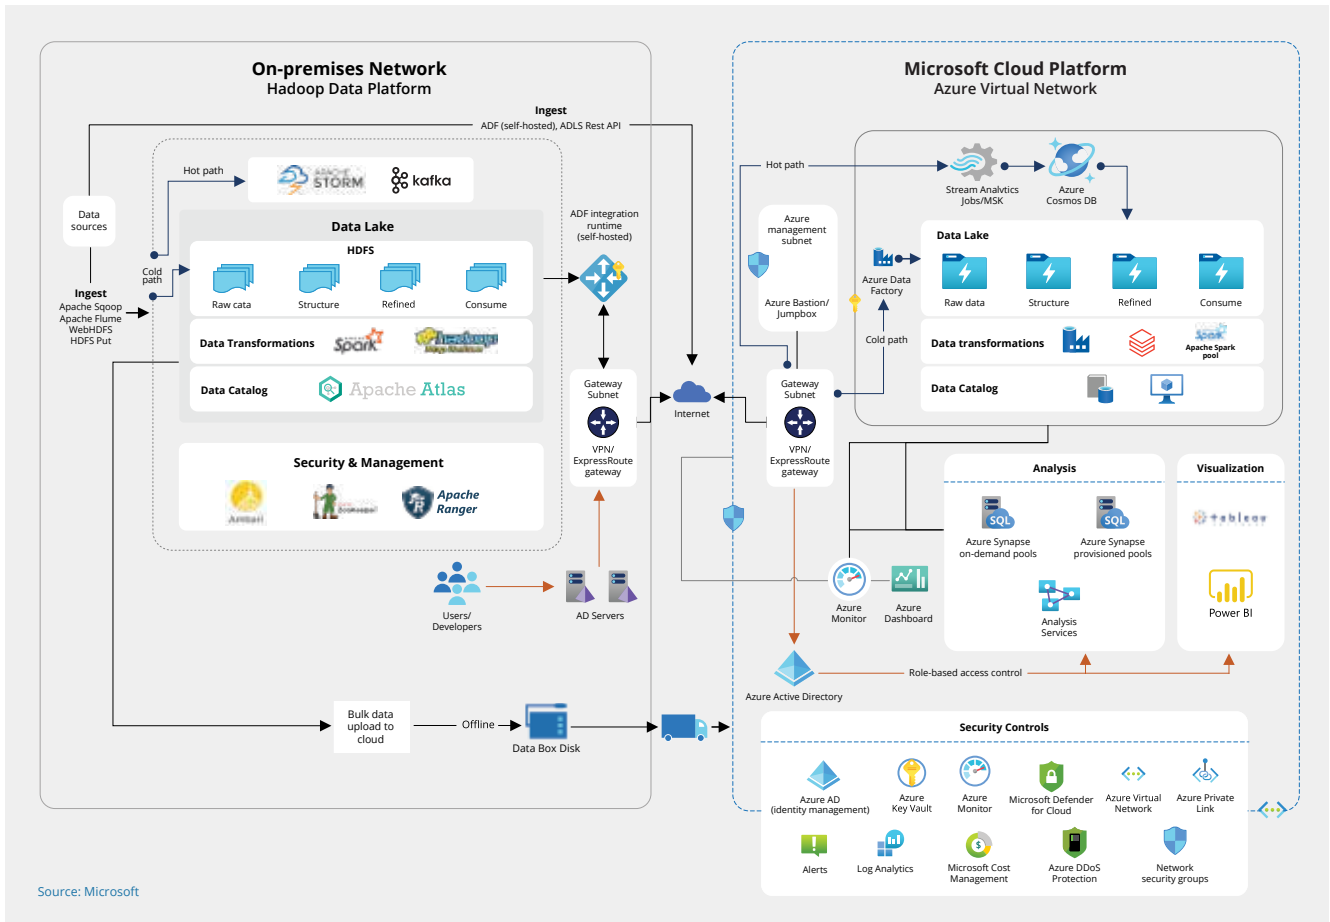 On-premises Network
Hadoop Data Platform
Ingest
ADF (self-hosted), ADLS Rest API
Hot path
APACHE
STORM
kafka
Data
sources
Cold
path
Ingest
Apache Sqoop
Apache Flume
WebHDFS
HDFS Put
Data Lake
HDFS
Raw cata
Structure
Refined
Consume
Data Transformations
Spark
hadoop
Data Catalog
Apache Atlas
ADF integration
runtime
(self-hosted)
Gateway
Subnet
VPN/
ExpressRoute
gateway
Internet
Security & Management
Ambari
ZooKeeper
Apache
Ranger
Users/
Developers
AD Servers
Bulk data
upload to
cloud
Offline
Data Box Disk
Microsoft Cloud Platform
Azure Virtual Network
Hot path
Stream Analytcs
Jobs/MSK
Azure
Cosmos DB
Azure
management
subnet
Azure Bastion/
Jumpbox
Azure Data
Factory
Cold path
Data Lake
Raw data
Structure
Refined
Consume
Data transformations
Spark
Apache Spark
pool
Data Catalog
Gateway
Subnet
VPN/
ExpressRoute
gateway
Analysis
SQL
SQL
Azure Synapse
on-demand pools
Azure Synapse
provisioned pools
Analysis
Services
Visualization
tableau
Power BI
Azure
Monitor
Azure
Dashboard
Azure Active Directory
Role-based access control
Security Controls
Azure AD
(identity management)
Azure
Key Vault
Azure
Monitor
Microsoft Defender
for Cloud
Azure Virtual
Network
Azure Private
Link
Alerts
Log Analytics
Microsoft Cost
Management
Azure DDoS
Protection
Network
security groups
Source: Microsoft